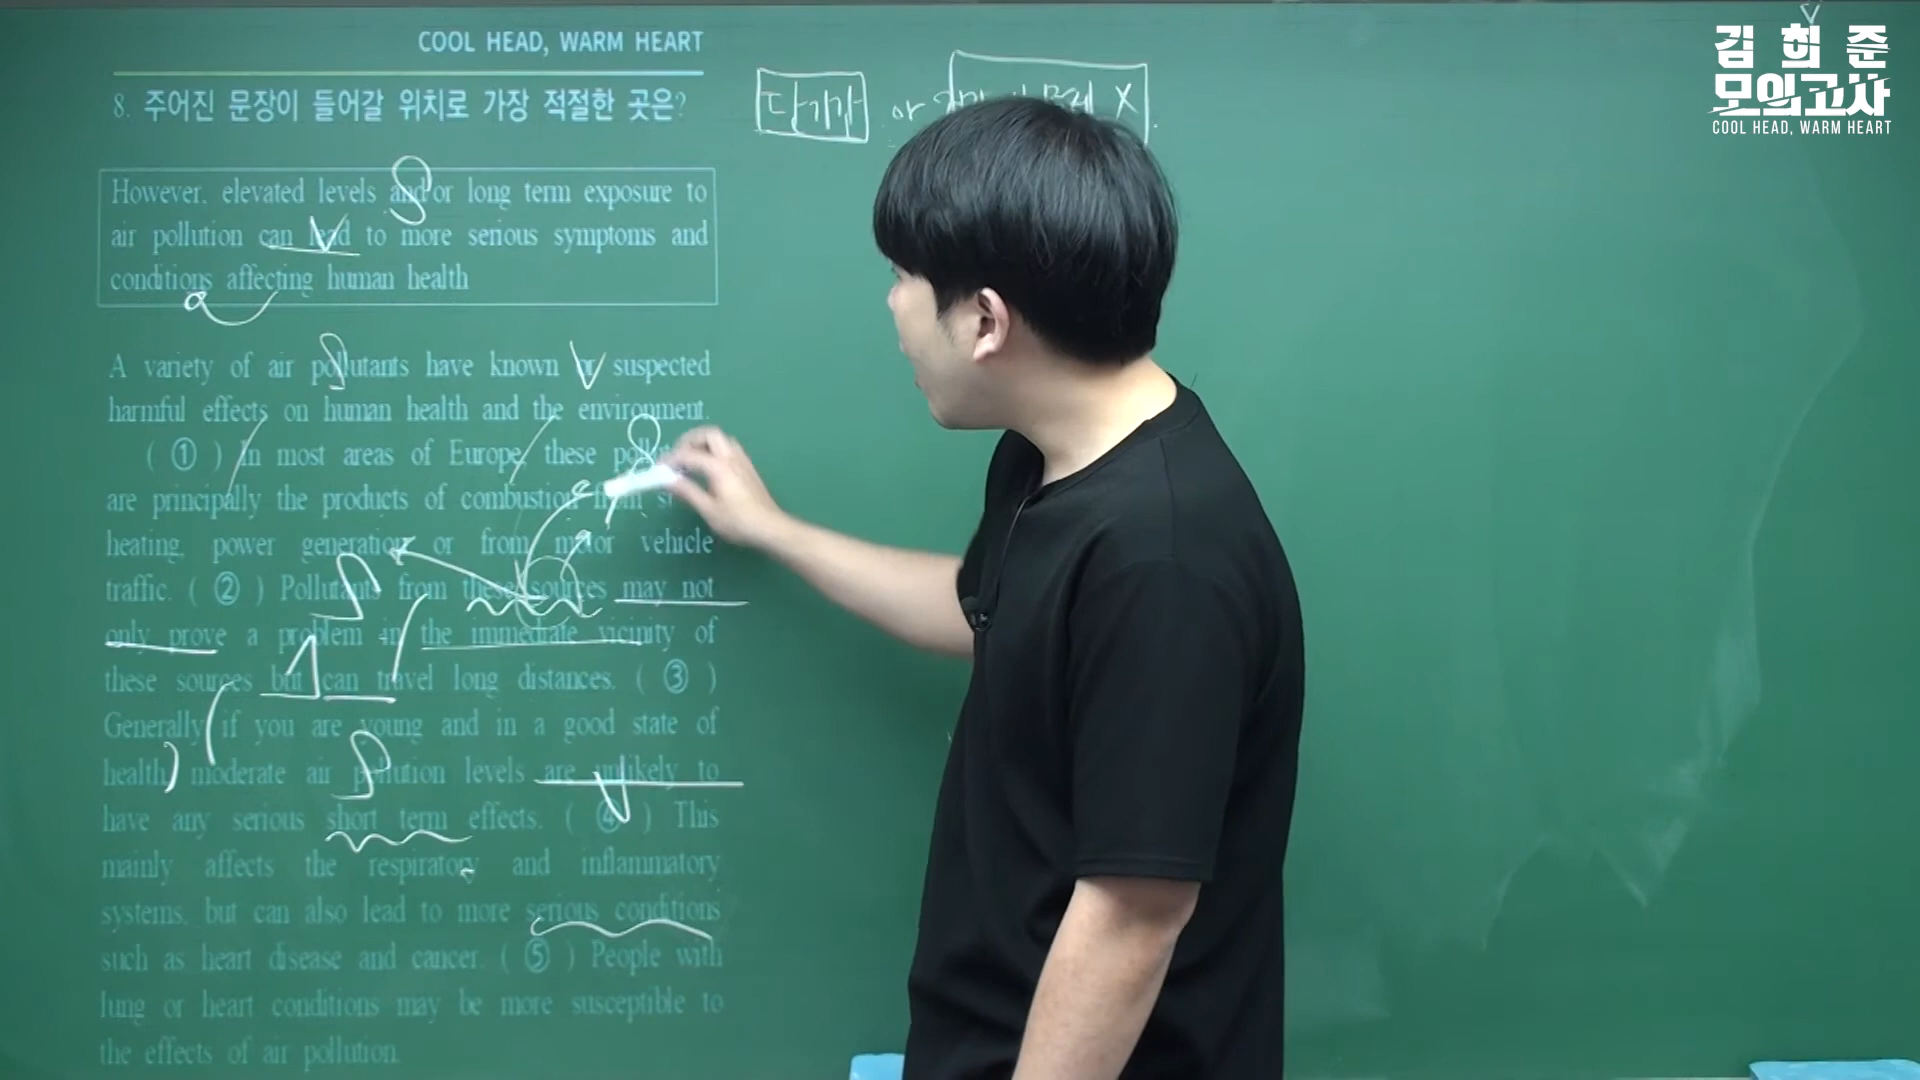 COOL HEAD, WARM HEART
8. 주어진 문장이 들어갈 위치로 가장 적절한 곳은?
However, elevated levels and/or long term exposure to
air pollution can lead to more serious symptoms and
conditions affecting human health
A variety of air pollutants have known or suspected
harmful effects on human health and the environment.
( ① ) In most areas of Europe, these
are principally the products of combustion from
heating, power generation or from motor vehicle
traffic. ( ② ) Pollutants from these sources may not
only prove a problem in the immediate vicinity of
these sources but can travel long distances. ( ③ )
Generally if you are young and in a good state of
health, moderate air pollution levels are unlikely to
have any serious short term effects. ( ④ ) This
mainly affects the respiratory and inflammatory
systems, but can also lead to more serious conditions
such as heart disease and cancer. ( ⑤ ) People with
lung or heart conditions may be more susceptible to
the effects of air pollution.
단기간 or X
김희준
모의고사
COOL HEAD, WARM HEART